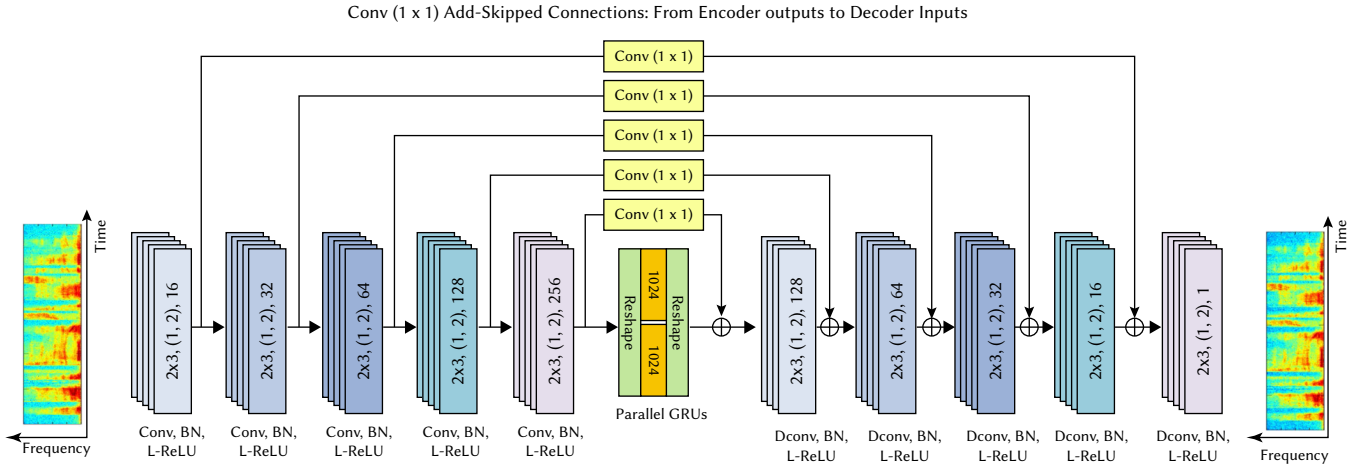 Conv (1 x 1) Add-Skipped Connections: From Encoder outputs to Decoder Inputs
Conv (1 x 1)
Conv (1 x 1)
Conv (1 x 1)
Conv (1 x 1)
Conv (1 x 1)
Time
Frequency
2x3, (1, 2), 16
Conv, BN,
L-ReLU
2x3, (1, 2), 32
Conv, BN,
L-ReLU
2x3, (1, 2), 64
Conv, BN,
L-ReLU
2x3, (1, 2), 128
Conv, BN,
L-ReLU
2x3, (1, 2), 256
Conv, BN,
L-ReLU
Reshape
1024
1024
Reshape
Parallel GRUs
2x3, (1, 2), 128
Dconv, BN,
L-ReLU
2x3, (1, 2), 64
Dconv, BN,
L-ReLU
2x3, (1, 2), 32
Dconv, BN,
L-ReLU
2x3, (1, 2), 16
Dconv, BN,
L-ReLU
2x3, (1, 2), 1
Dconv, BN,
L-ReLU
Time
Frequency